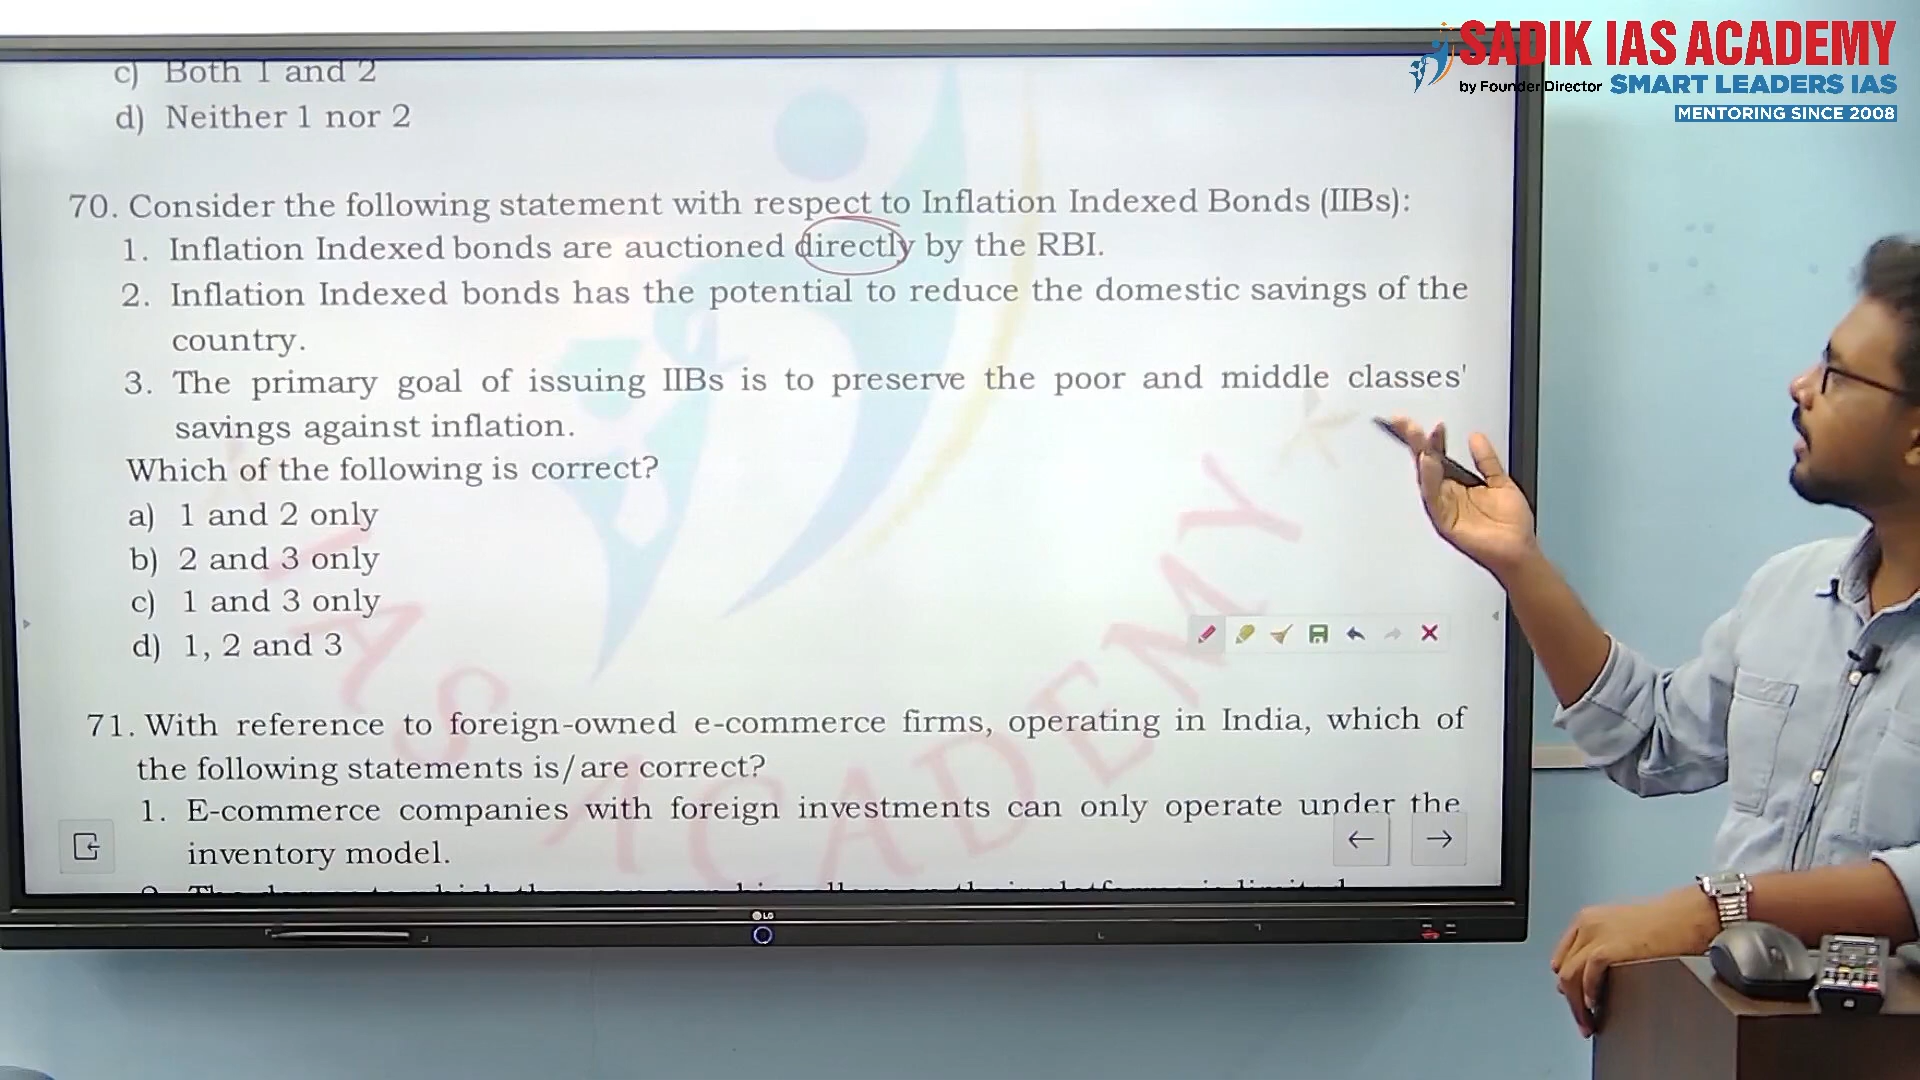 SADIK IAS ACADEMY
by Founder Director SMART LEADERS IAS
MENTORING SINCE 2008
c) Both 1 and 2
d) Neither 1 nor 2
70. Consider the following statement with respect to Inflation Indexed Bonds (IIBs):
1. Inflation Indexed bonds are auctioned directly by the RBI.
2. Inflation Indexed bonds has the potential to reduce the domestic savings of the
country.
3. The primary goal of issuing IIBs is to preserve the poor and middle classes'
savings against inflation.
Which of the following is correct?
a) 1 and 2 only
b) 2 and 3 only
c) 1 and 3 only
d) 1, 2 and 3
71. With reference to foreign-owned e-commerce firms, operating in India, which of
the following statements is/are correct?
1. E-commerce companies with foreign investments can only operate under the
inventory model.
IAS ACADEMY
LG